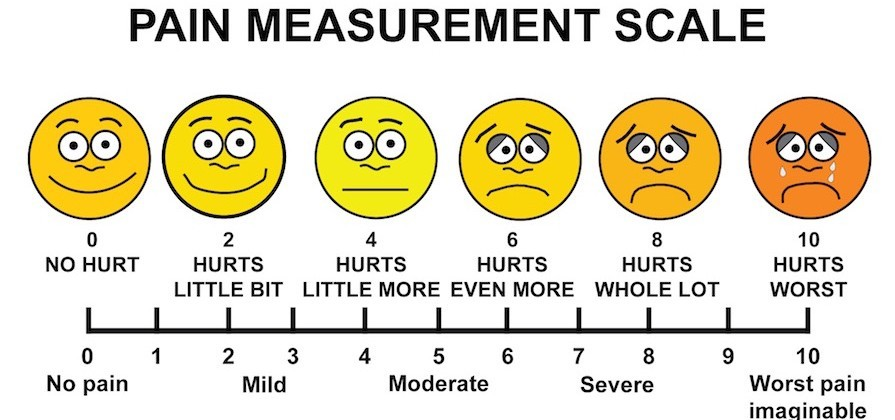 PAIN MEASUREMENT SCALE
0 2 4 6 8 10
NO HURT HURTS HURTS HURTS HURTS HURTS
LITTLE BIT LITTLE MORE EVEN MORE WHOLE LOT WORST
0 1 2 3 4 5 6 7 8 9 10
No pain Mild Moderate Severe Worst pain
imaginable